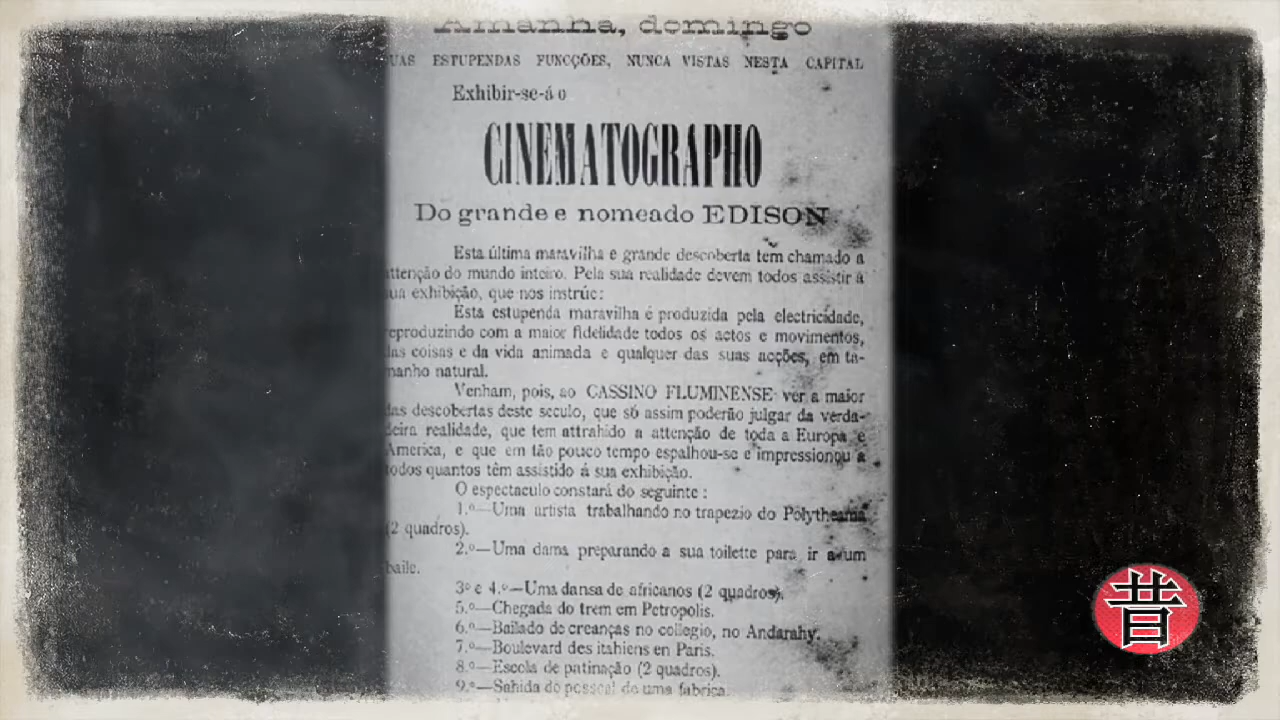 Amanhã, domingo
UAS ESTUPENDAS FUNCÇÕES, NUNCA VISTAS NESTA CAPITAL
Exhibir-se-á o
CINEMATOGRAPHO
Do grande e nomeado EDISON
Esta última maravilha e grande descoberta tem chamado a
attenção do mundo inteiro. Pela sua realidade devem todos assistir á
sua exhibição, que nos instrúe:
Esta estupenda maravilha é produzida pela electricidade,
reproduzindo com a maior fidelidade todos os actos e movimentos,
das coisas e da vida animada e qualquer das suas acções, em ta-
manho natural.
Venham, pois, ao CASSINO FLUMINENSE ver a maior
das descobertas deste seculo, que só assim poderão julgar da verda-
deira realidade, que tem attrahido a attenção de toda a Europa e
America, e que em tão pouco tempo espalhou-se e impressionou a
todos quantos têm assistido á sua exhibição.
O espectaculo constará do seguinte :
1.º—Uma artista trabalhando no trapezio do Polytheama
(2 quadros).
2.º—Uma dama preparando a sua toilette para ir a um
baile.
3º e 4.º—Uma dansa de africanos (2 quadros).
5.º—Chegada do trem em Petropolis.
6.º—Bailado de creanças no collegio, no Andarahy.
7.º—Boulevard des itahiens en Paris.
8.º—Escola de patinação (2 quadros).
9.º—Sahida do pessoal de uma fabrica.
昔